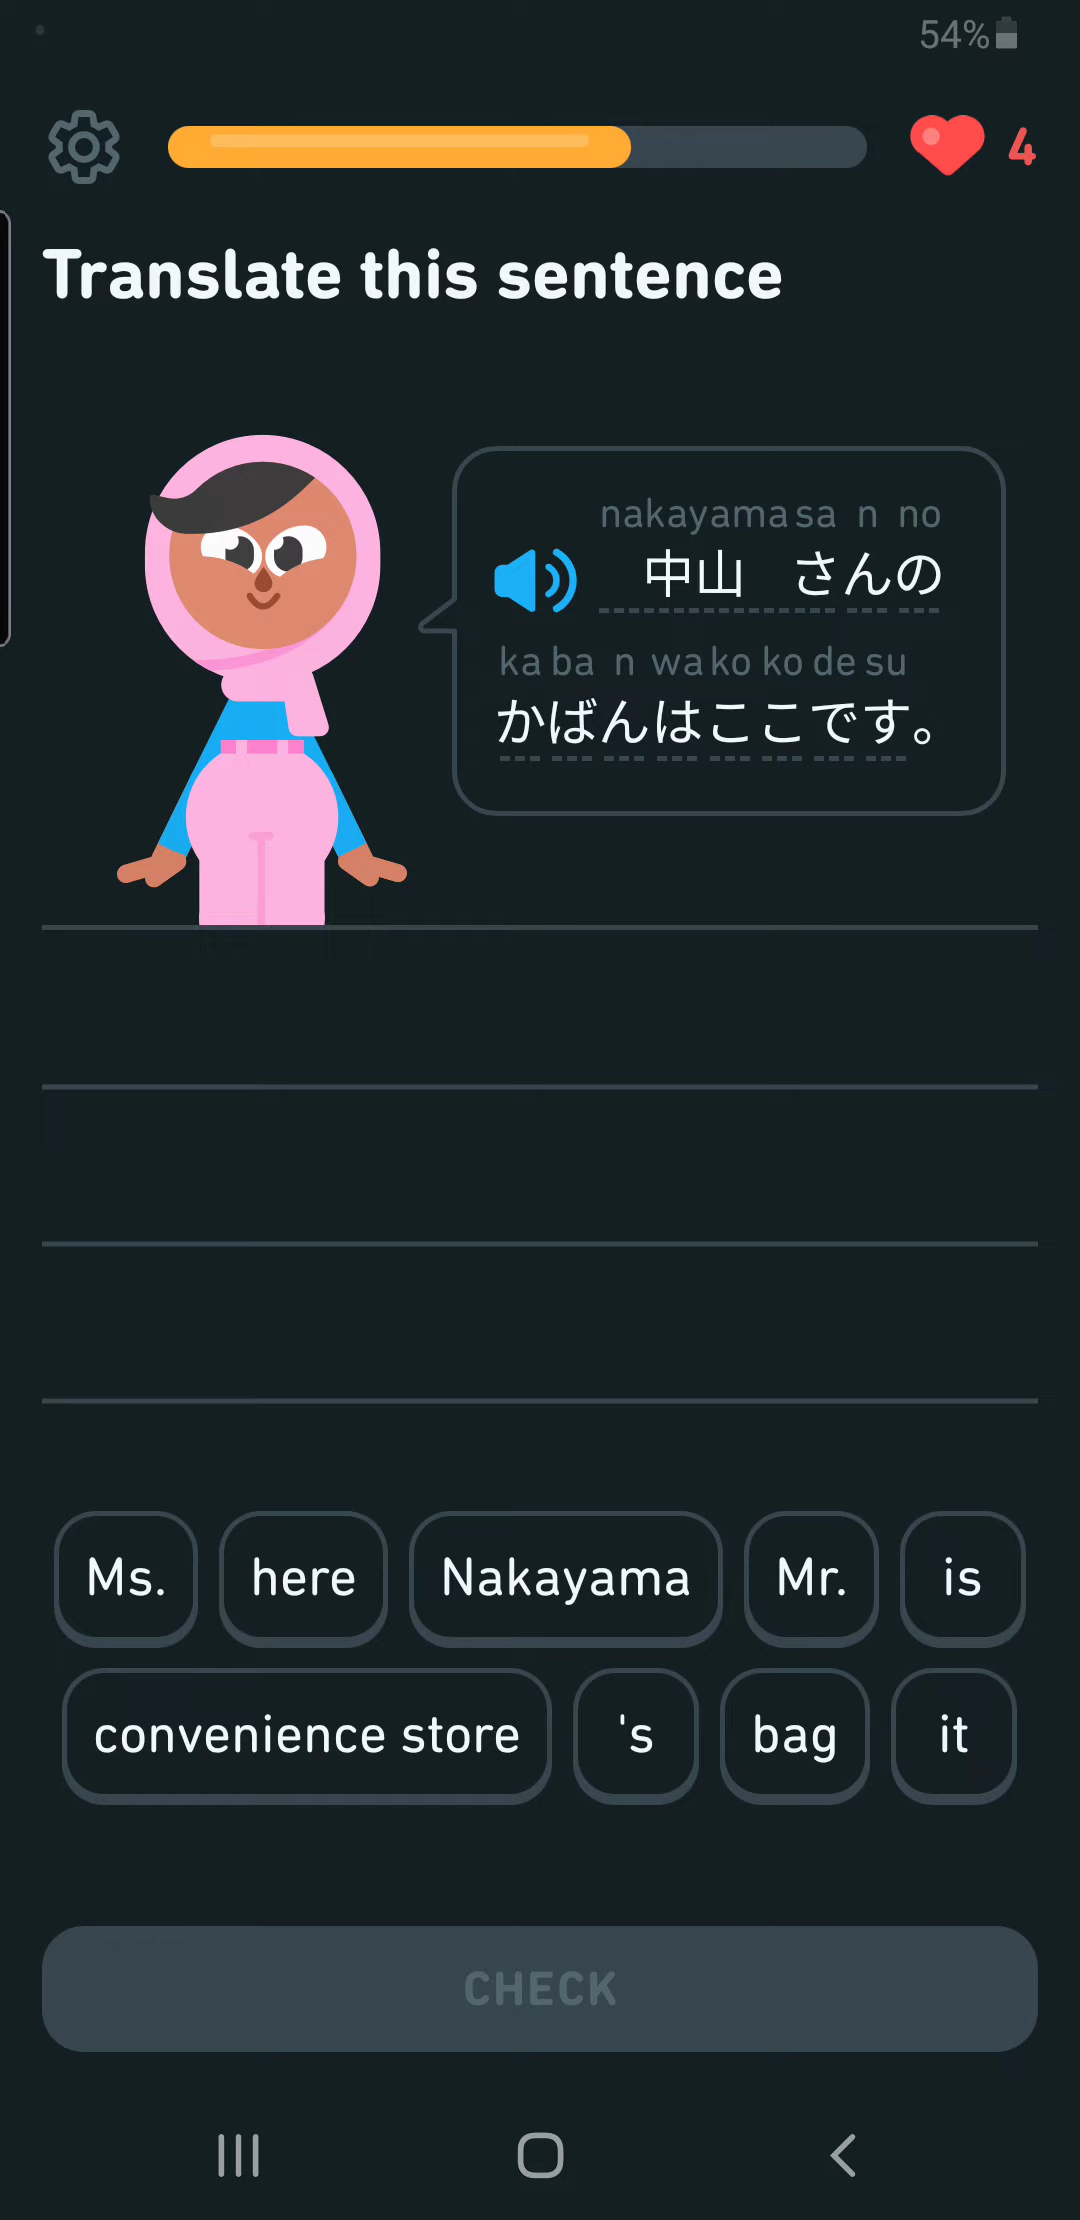 54%
4
Translate this sentence
nakayama sa n no
中山 さんの
ka ba n wa ko ko de su
かばんはここです。
Ms. here Nakayama Mr. is
convenience store 's bag it
CHECK